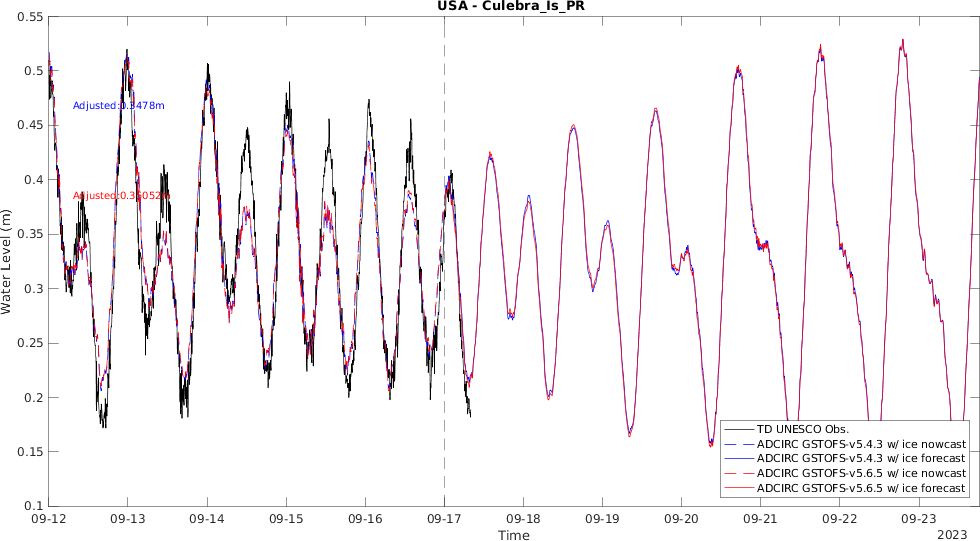 USA - Culebra_Is_PR
0.55
0.5
0.45
0.4
0.35
0.3
0.25
0.2
0.15
0.1
Water Level (m)
Adjusted:0.3478m
TD UNESCO Obs.
ADCIRC GSTOFS-v5.4.3 w/ ice nowcast
ADCIRC GSTOFS-v5.4.3 w/ ice forecast
ADCIRC GSTOFS-v5.6.5 w/ ice nowcast
ADCIRC GSTOFS-v5.6.5 w/ ice forecast
09-12 09-13 09-14 09-15 09-16 09-17 09-18 09-19 09-20 09-21 09-22 09-23
Time
2023